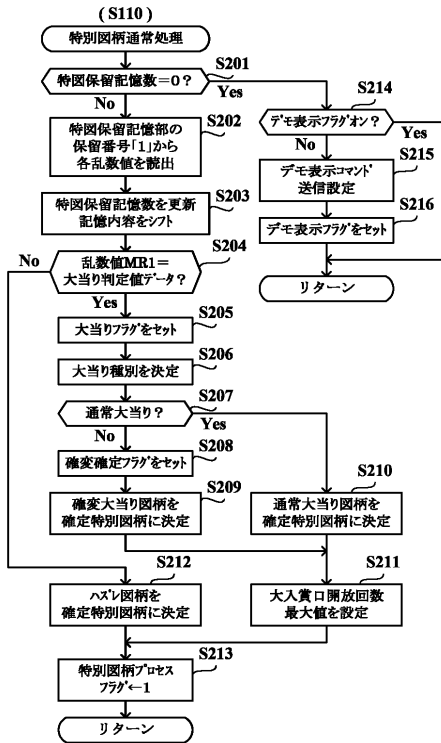 ( S110 )
特別図柄通常処理
S201
特図保留記憶数＝0？
Yes
No
S202
特図保留記憶部の
保留番号「1」から
各乱数値を読出
S203
特図保留記憶数を更新
記憶内容をシフト
S204
乱数値MR1＝
大当り判定値データ？
No
Yes
S205
大当りフラグをセット
S206
大当り種別を決定
S207
通常大当り？
Yes
No
S208
確変確定フラグをセット
S209
確変大当り図柄を
確定特別図柄に決定
S210
通常大当り図柄を
確定特別図柄に決定
S211
大入賞口開放回数
最大値を設定
S212
ハズレ図柄を
確定特別図柄に決定
S213
特別図柄プロセス
フラグ←1
リターン
S214
デモ表示フラグオン？
Yes
No
S215
デモ表示コマンド
送信設定
S216
デモ表示フラグをセット
リターン